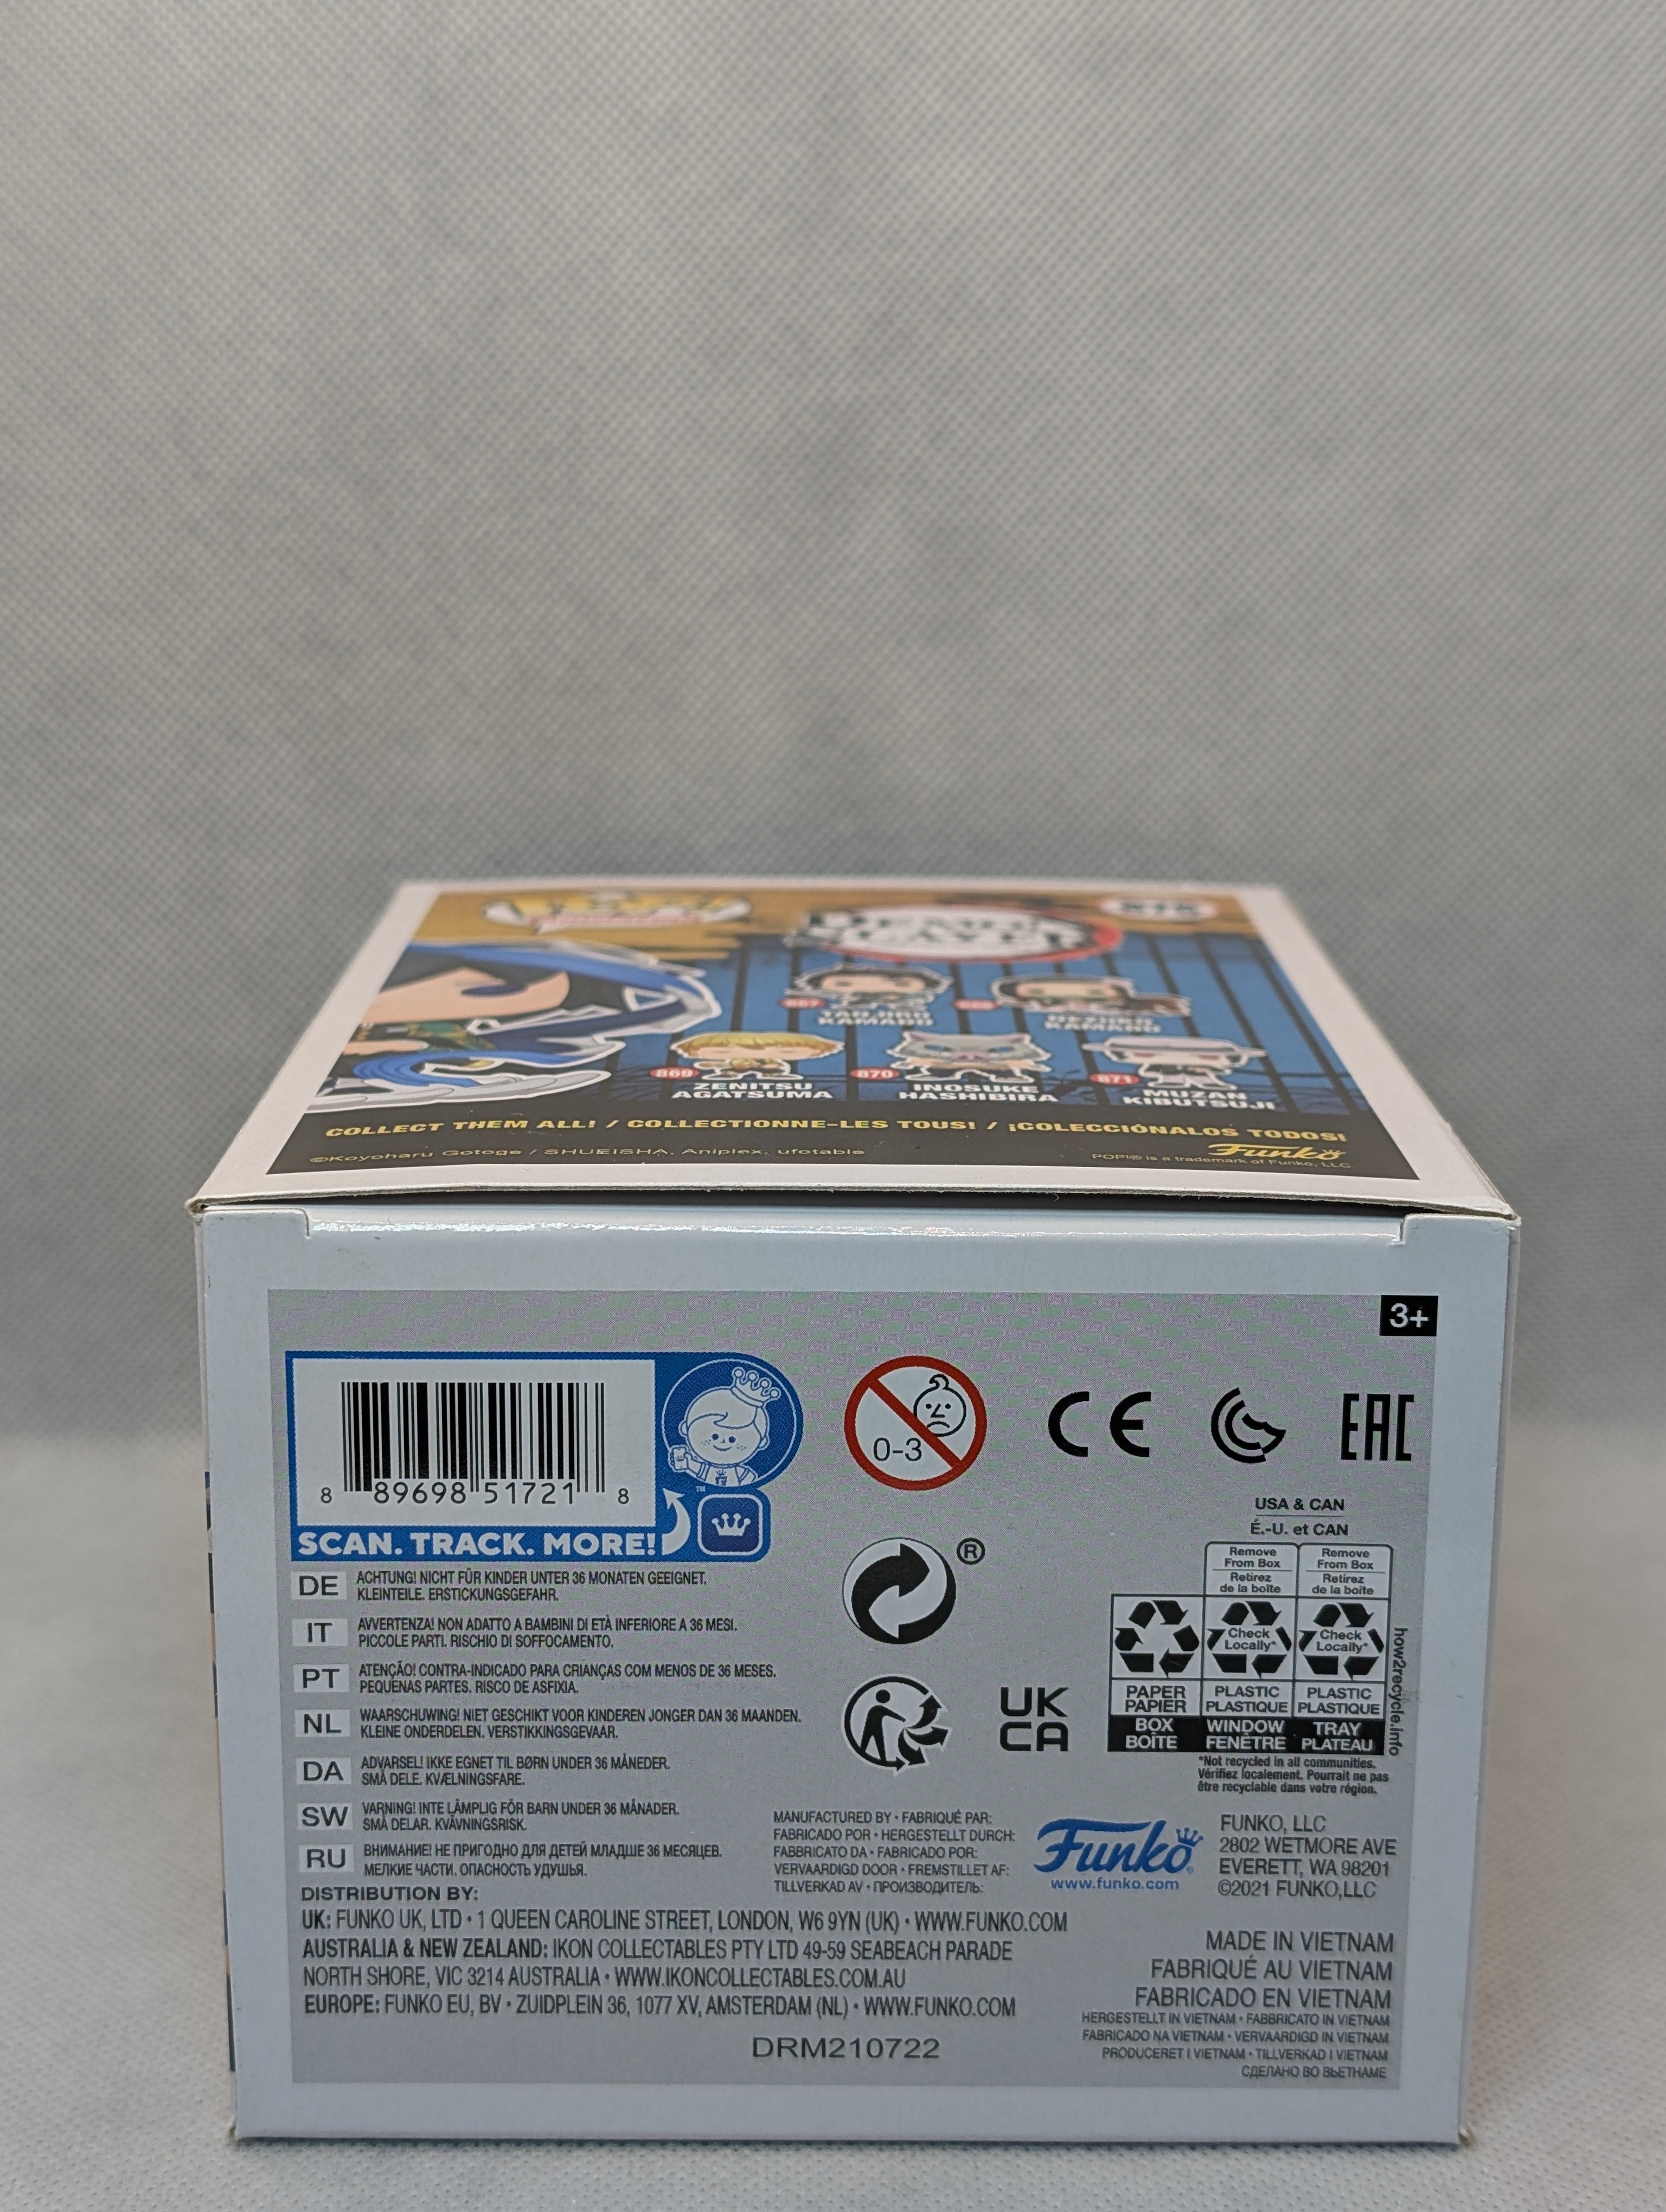 DEMON
SLAYER
867
TANJIRO
KAMADO
868
NEZUKO
KAMADO
869
ZENITSU
AGATSUMA
870
INOSUKE
HASHIBIRA
871
MUZAN
KIBUTSUJI
COLLECT THEM ALL! / COLLECTIONNE-LES TOUS! / ¡COLECCIÓNALOS TODOS!
©Koyoharu Gotoge / SHUEISHA, Aniplex, ufotable
Funko
POP!® is a trademark of Funko, LLC
3+
8 89698 51721 8
™
SCAN. TRACK. MORE!
0-3
CE
EAC
®
UK
CA
USA & CAN
É.-U. et CAN
Remove
From Box
Retirez
de la boîte
Remove
From Box
Retirez
de la boîte
Check
Locally*
Check
Locally*
PAPER
PAPIER
PLASTIC
PLASTIQUE
PLASTIC
PLASTIQUE
BOX
BOÎTE
WINDOW
FENÊTRE
TRAY
PLATEAU
how2recycle.info
*Not recycled in all communities.
Vérifiez localement. Pourrait ne pas
être recyclable dans votre région.
DE ACHTUNG! NICHT FÜR KINDER UNTER 36 MONATEN GEEIGNET.
KLEINTEILE. ERSTICKUNGSGEFAHR.
IT AVVERTENZA! NON ADATTO A BAMBINI DI ETÀ INFERIORE A 36 MESI.
PICCOLE PARTI. RISCHIO DI SOFFOCAMENTO.
PT ATENÇÃO! CONTRA-INDICADO PARA CRIANÇAS COM MENOS DE 36 MESES.
PEQUENAS PARTES. RISCO DE ASFIXIA.
NL WAARSCHUWING! NIET GESCHIKT VOOR KINDEREN JONGER DAN 36 MAANDEN.
KLEINE ONDERDELEN. VERSTIKKINGSGEVAAR.
DA ADVARSEL! IKKE EGNET TIL BØRN UNDER 36 MÅNEDER.
SMÅ DELE. KVÆLNINGSFARE.
SW VARNING! INTE LÄMPLIG FÖR BARN UNDER 36 MÅNADER.
SMÅ DELAR. KVÄVNINGSRISK.
RU ВНИМАНИЕ! НЕ ПРИГОДНО ДЛЯ ДЕТЕЙ МЛАДШЕ 36 МЕСЯЦЕВ.
МЕЛКИЕ ЧАСТИ. ОПАСНОСТЬ УДУШЬЯ.
MANUFACTURED BY • FABRIQUÉ PAR:
FABRICADO POR • HERGESTELLT DURCH:
FABBRICATO DA • FABRICADO POR:
VERVAARDIGD DOOR • FREMSTILLET AF:
TILLVERKAD AV • ПРОИЗВОДИТЕЛЬ:
Funko®
www.funko.com
FUNKO, LLC
2802 WETMORE AVE
EVERETT, WA 98201
©2021 FUNKO,LLC
DISTRIBUTION BY:
UK: FUNKO UK, LTD • 1 QUEEN CAROLINE STREET, LONDON, W6 9YN (UK) • WWW.FUNKO.COM
AUSTRALIA & NEW ZEALAND: IKON COLLECTABLES PTY LTD 49-59 SEABEACH PARADE
NORTH SHORE, VIC 3214 AUSTRALIA • WWW.IKONCOLLECTABLES.COM.AU
EUROPE: FUNKO EU, BV • ZUIDPLEIN 36, 1077 XV, AMSTERDAM (NL) • WWW.FUNKO.COM
DRM210722
MADE IN VIETNAM
FABRIQUÉ AU VIETNAM
FABRICADO EN VIETNAM
HERGESTELLT IN VIETNAM • FABBRICATO IN VIETNAM
FABRICADO NA VIETNAM • VERVAARDIGD IN VIETNAM
PRODUCERET I VIETNAM • TILLVERKAD I VIETNAM
СДЕЛАНО ВО ВЬЕТНАМЕ